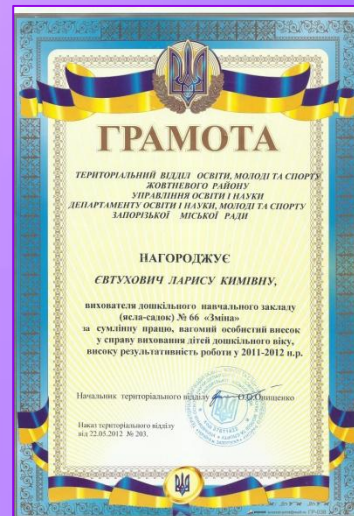 ГРАМОТА
ТЕРИТОРІАЛЬНИЙ ВІДДІЛ ОСВІТИ, МОЛОДІ ТА СПОРТУ
ЖОВТНЕВОГО РАЙОНУ
УПРАВЛІННЯ ОСВІТИ І НАУКИ
ДЕПАРТАМЕНТУ ОСВІТИ І НАУКИ, МОЛОДІ ТА СПОРТУ
ЗАПОРІЗЬКОЇ МІСЬКОЇ РАДИ
НАГОРОДЖУЄ
ЄВТУХОВИЧ ЛАРИСУ КИМІВНУ,
вихователя дошкільного навчального закладу
(ясла-садок) № 66 «Зміна»
за сумлінну працю, вагомий особистий внесок
у справу виховання дітей дошкільного віку,
високу результативність роботи у 2011-2012 н.р.
Начальник територіального відділу О.О.Онищенко
Наказ територіального відділу
від 22.05.2012 № 203.